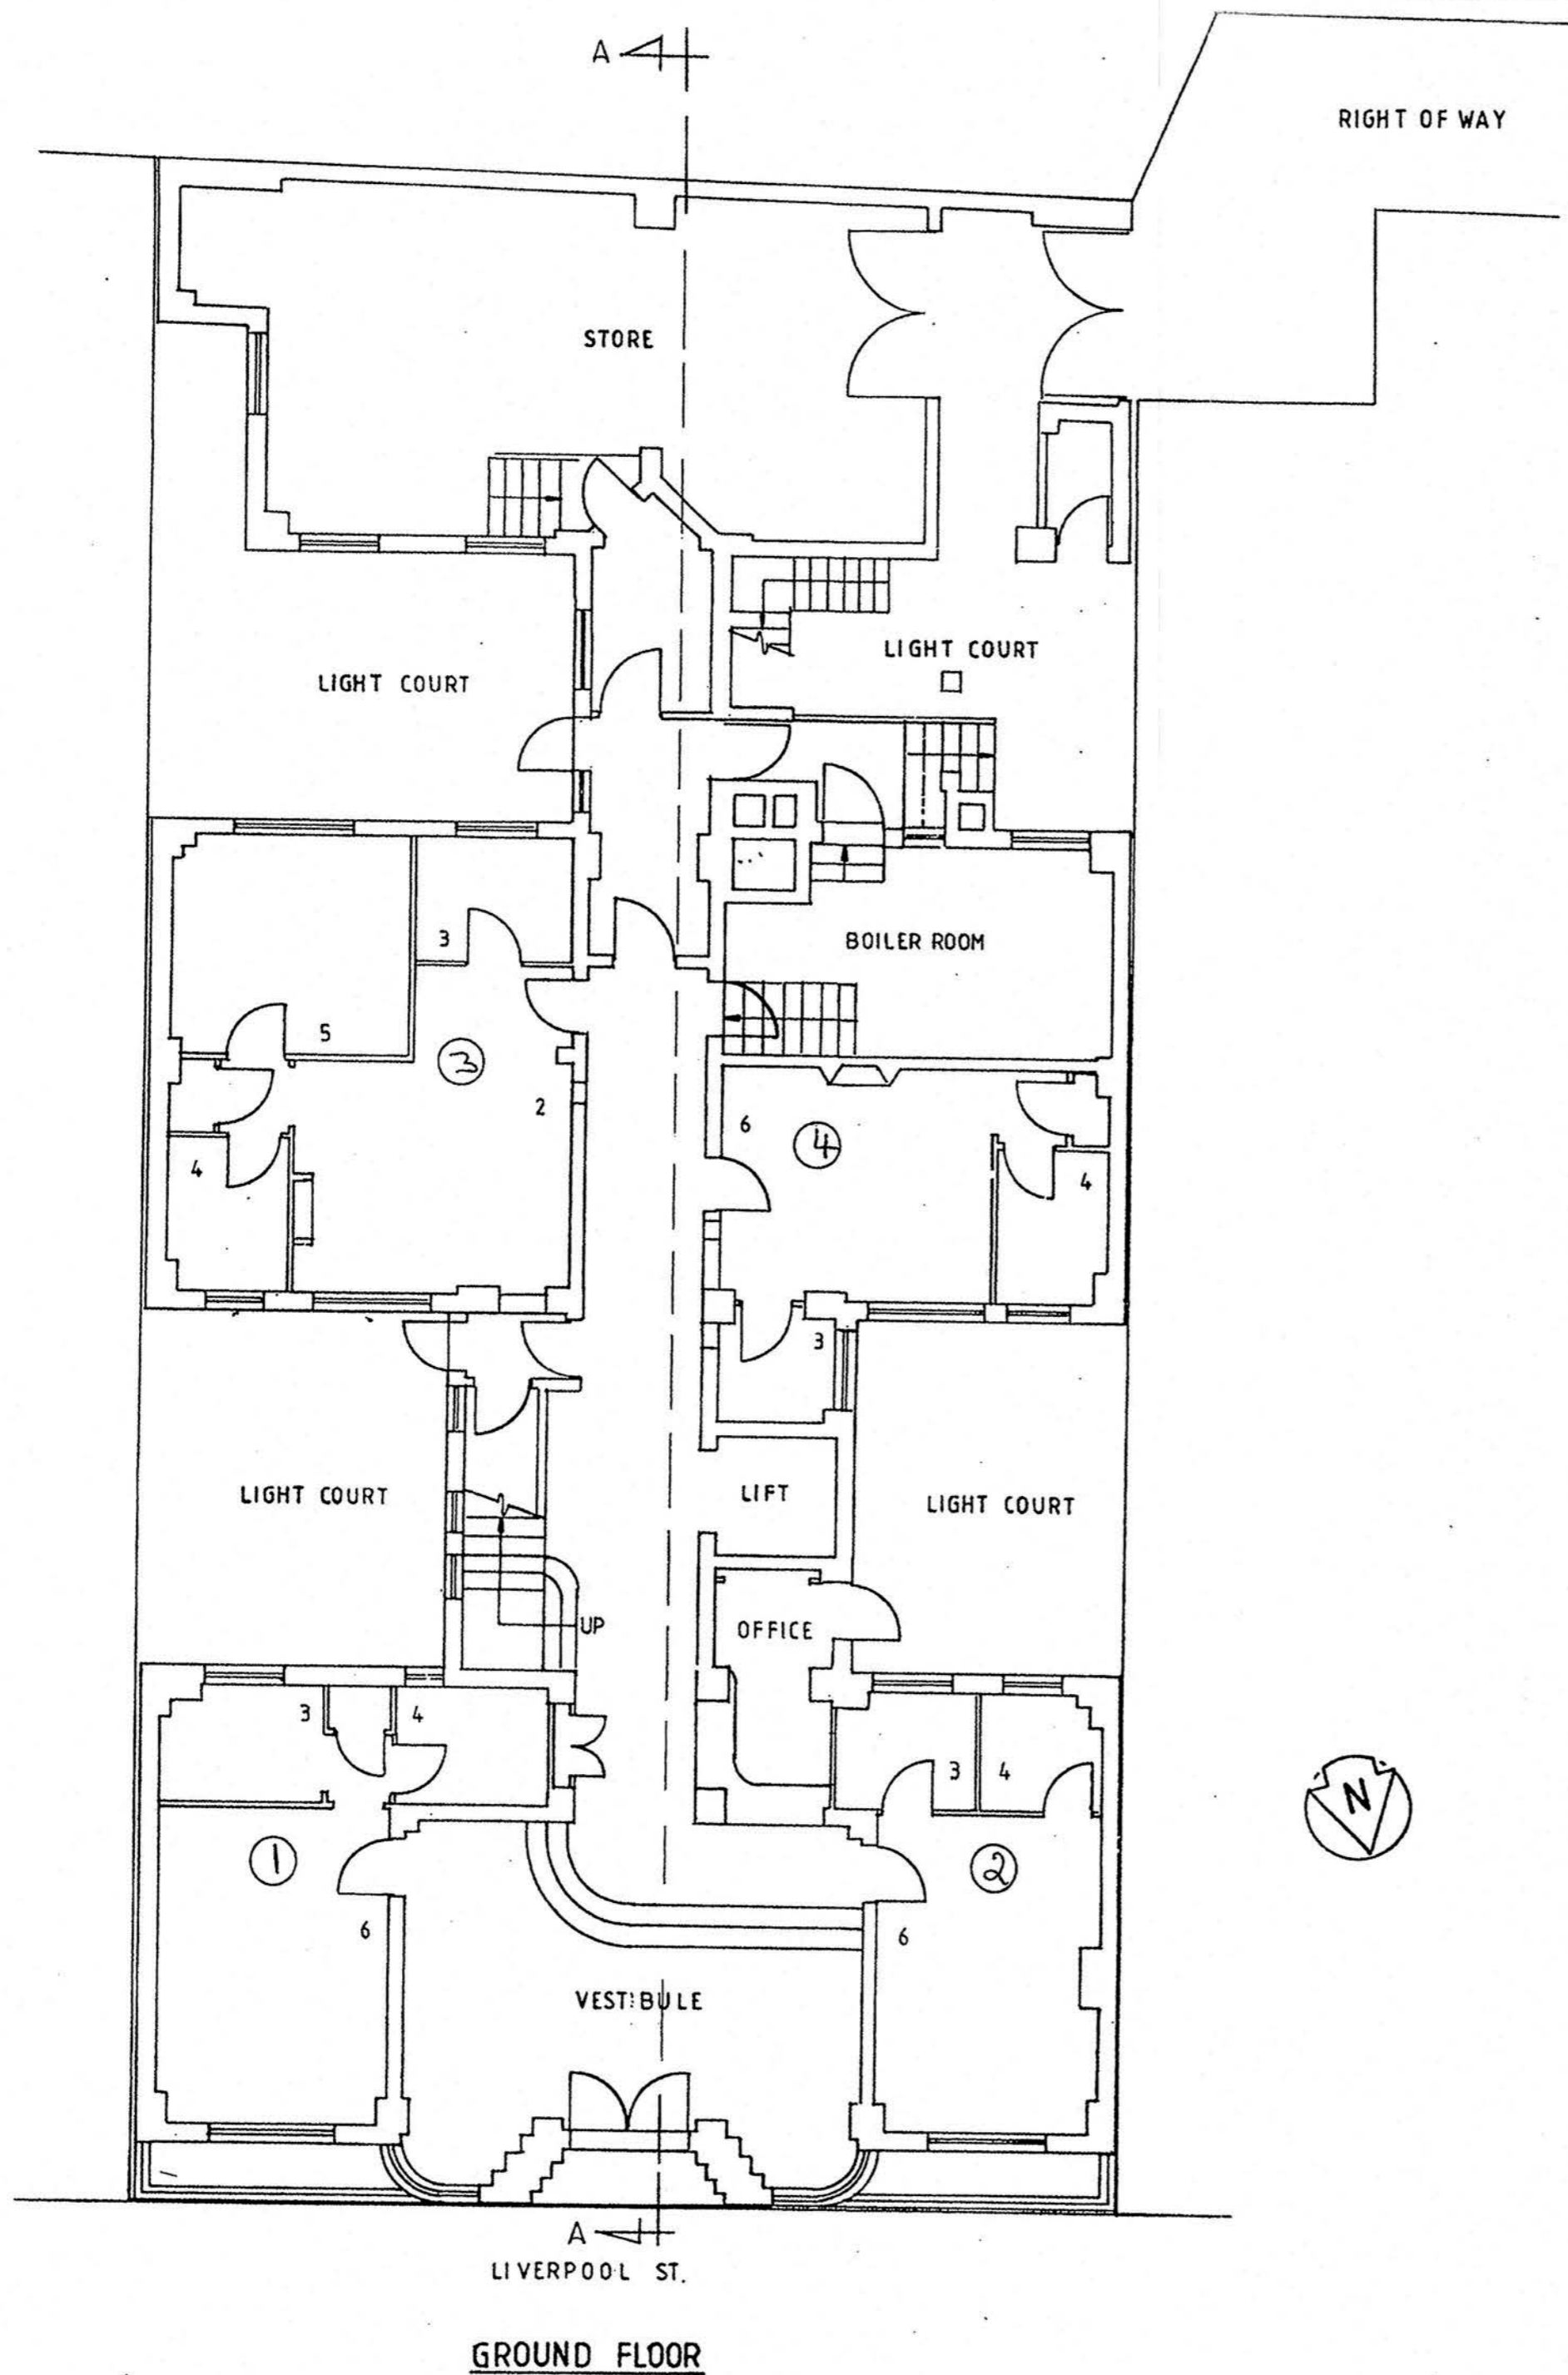 A
RIGHT OF WAY
STORE
LIGHT COURT
LIGHT COURT
3
BOILER ROOM
5
3
2
6
4
4
4
3
LIGHT COURT
LIFT
LIGHT COURT
UP
OFFICE
3
4
3
4
N
1
2
6
6
VESTIBULE
A
LIVERPOOL ST.
GROUND FLOOR